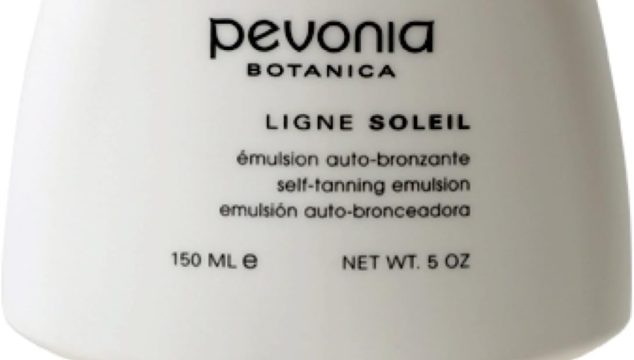 pevonia
BOTANICA
LIGNE SOLEIL
émulsion auto-bronzante
self-tanning emulsion
emulsión auto-bronceadora
150 ML e NET WT. 5 OZ